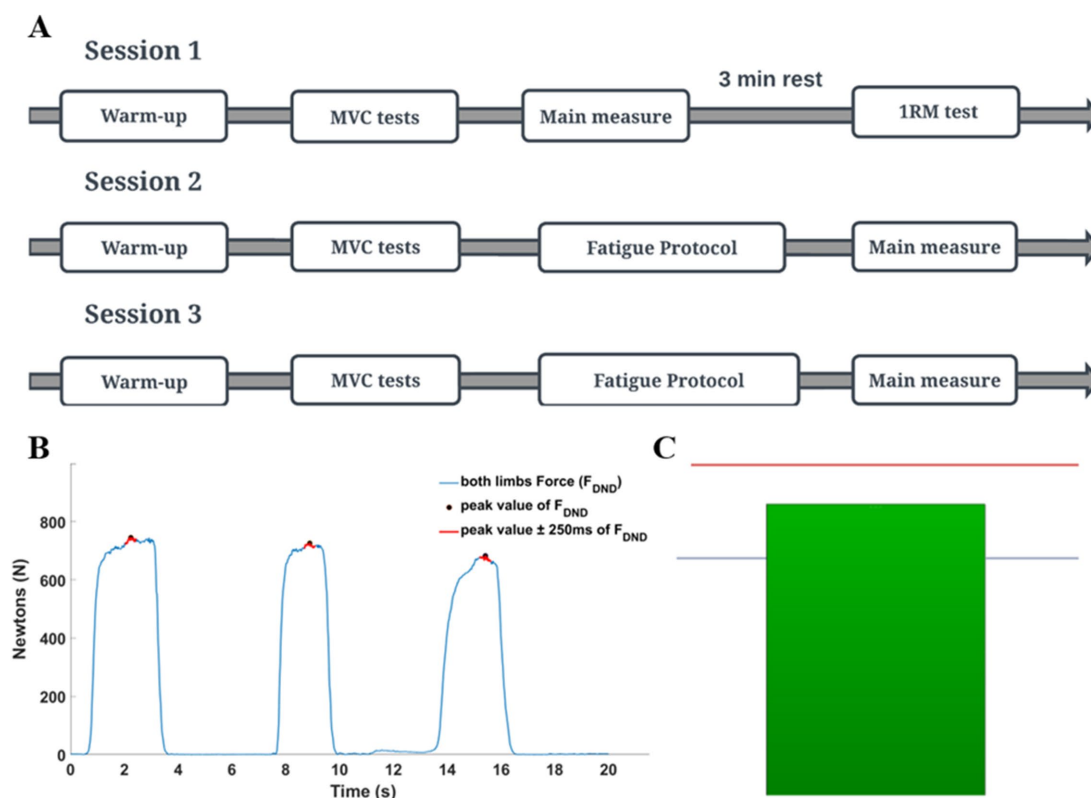 A
Session 1
3 min rest
Warm-up MVC tests Main measure 1RM test
Session 2
Warm-up MVC tests Fatigue Protocol Main measure
Session 3
Warm-up MVC tests Fatigue Protocol Main measure
B
C
both limbs Force (FDND)
peak value of FDND
peak value ± 250ms of FDND
Newtons (N)
800
600
400
200
0
0 2 4 6 8 10 12 14 16 18 20
Time (s)